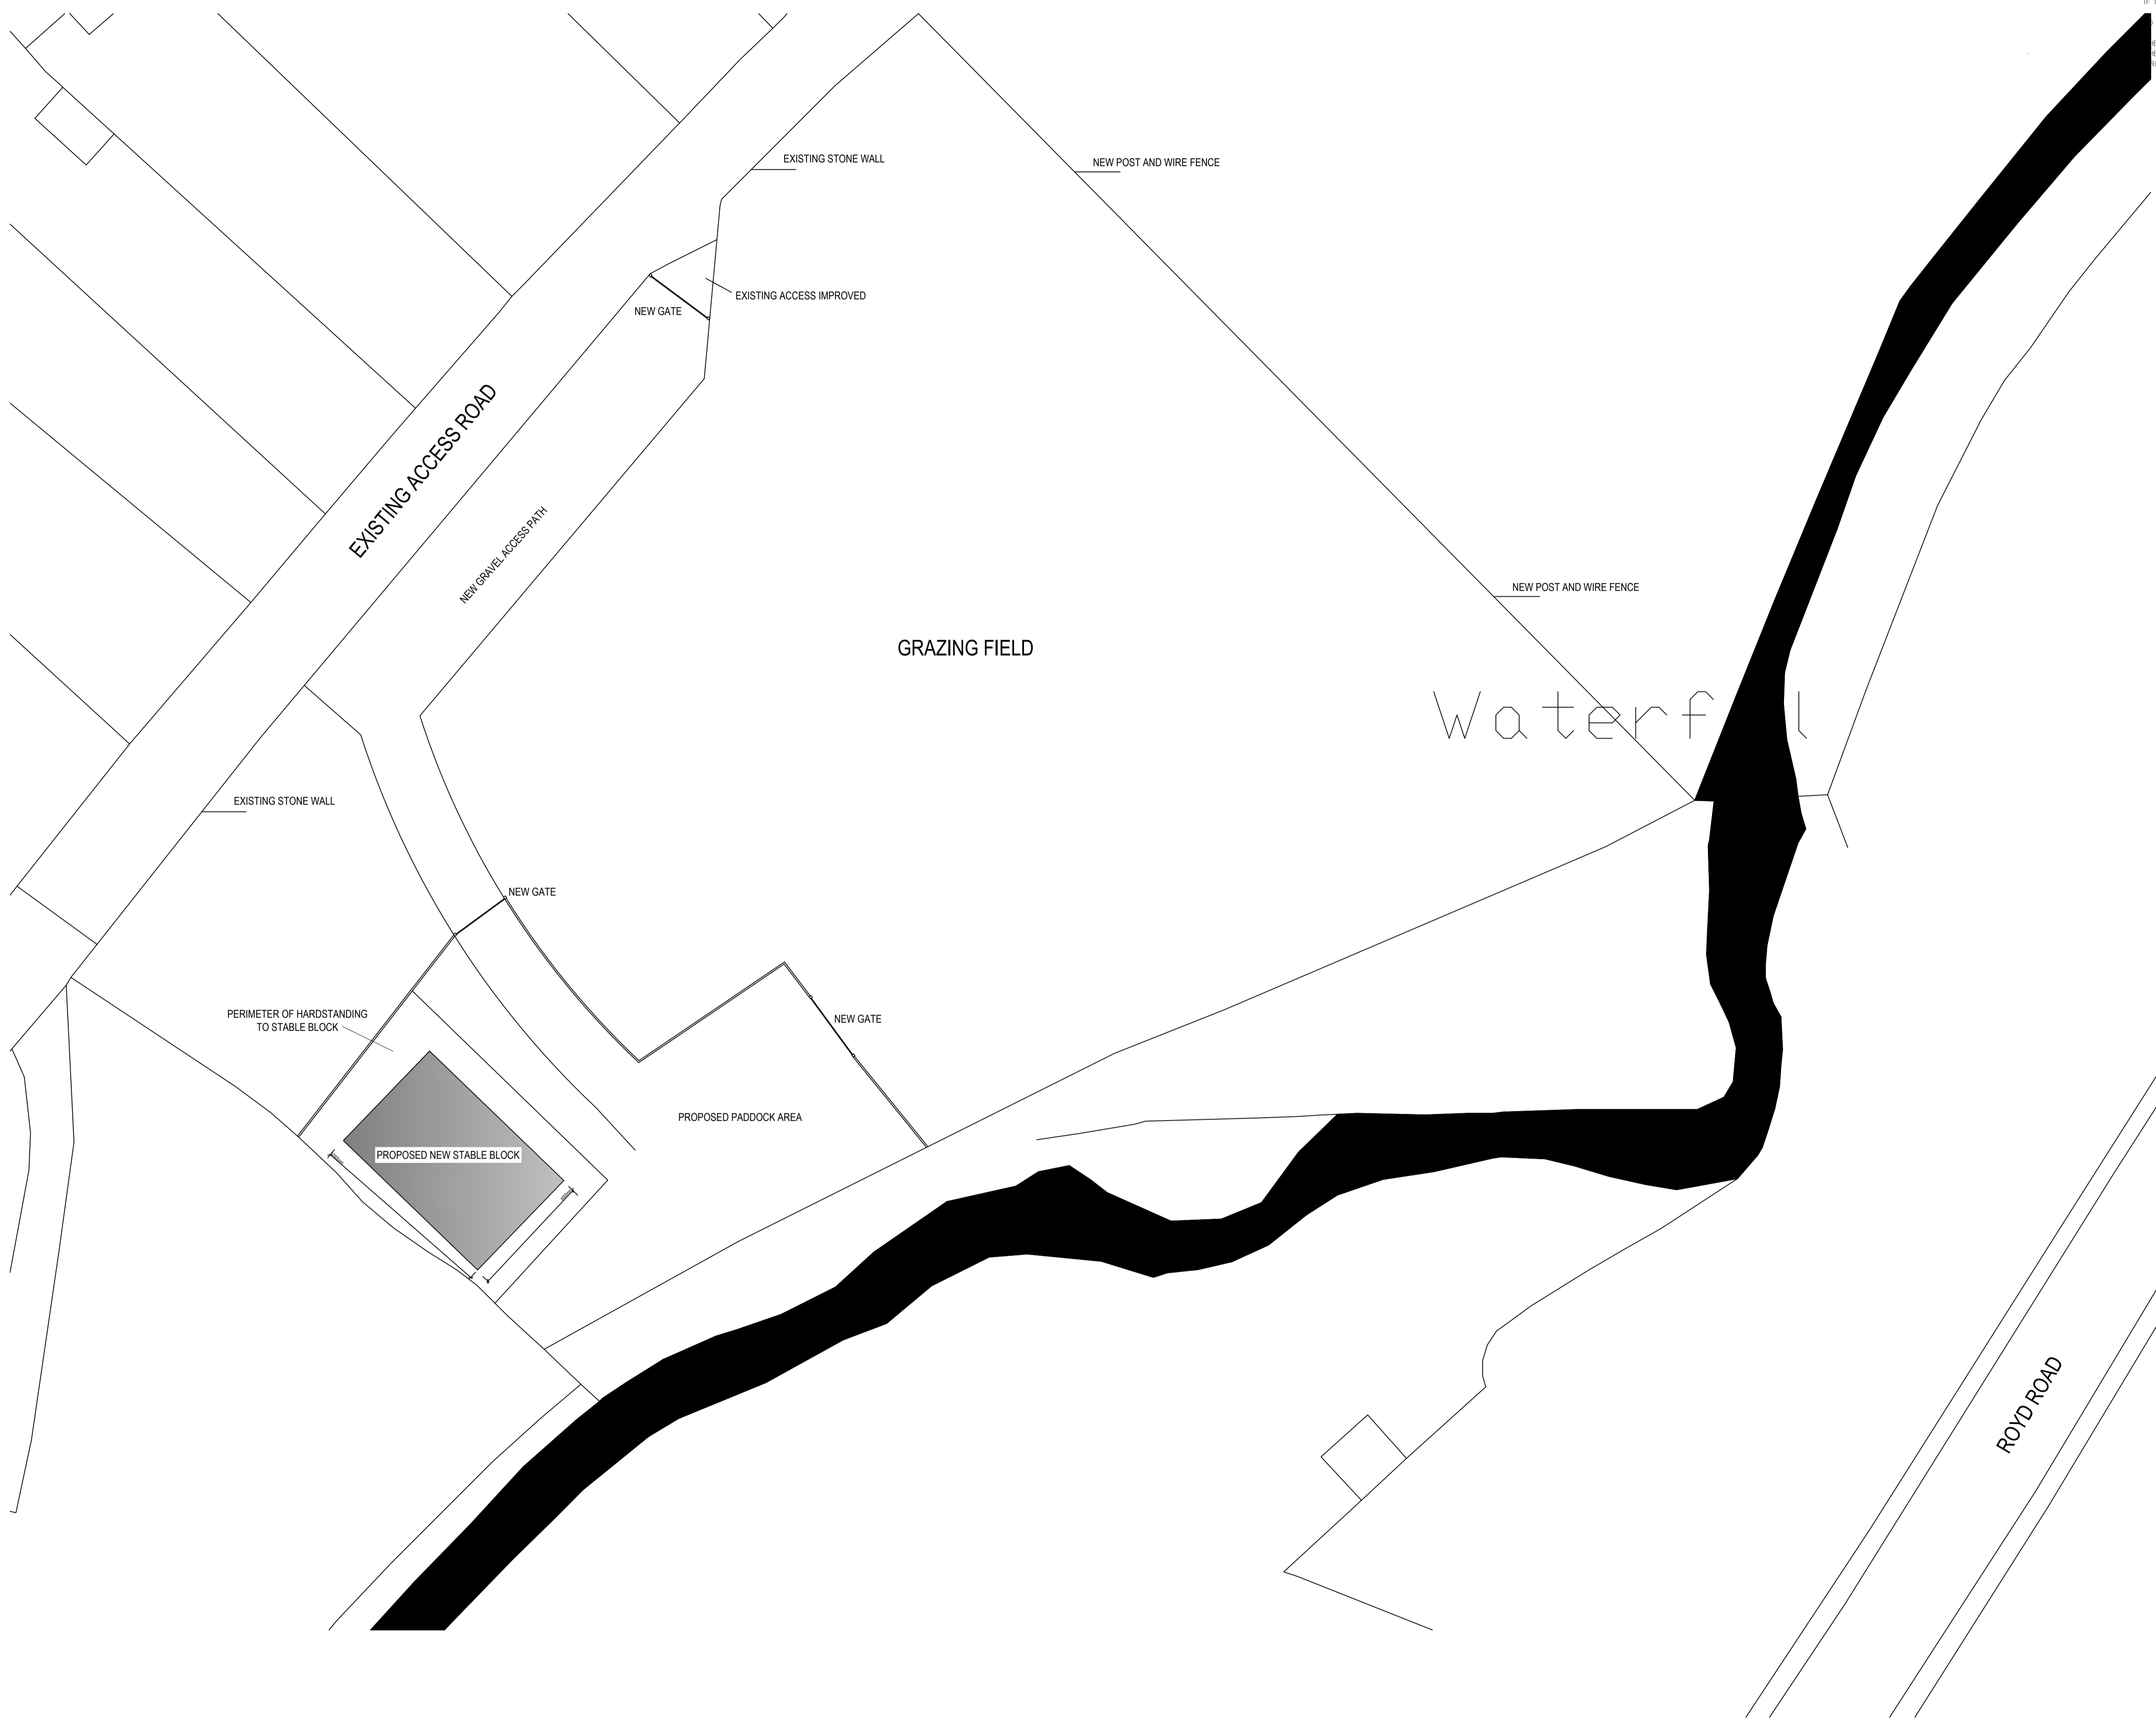 EXISTING STONE WALL
NEW POST AND WIRE FENCE
EXISTING ACCESS IMPROVED
NEW GATE
EXISTING ACCESS ROAD
NEW GRAVEL ACCESS PATH
NEW POST AND WIRE FENCE
GRAZING FIELD
Waterf l
EXISTING STONE WALL
NEW GATE
PERIMETER OF HARDSTANDING
TO STABLE BLOCK
NEW GATE
PROPOSED PADDOCK AREA
PROPOSED NEW STABLE BLOCK
ROYD ROAD